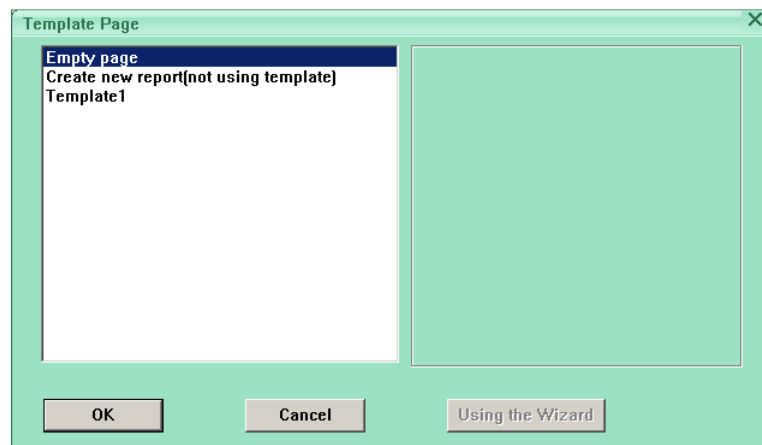 Template Page
Empty page
Create new report(not using template)
Template1
OK
Cancel
Using the Wizard